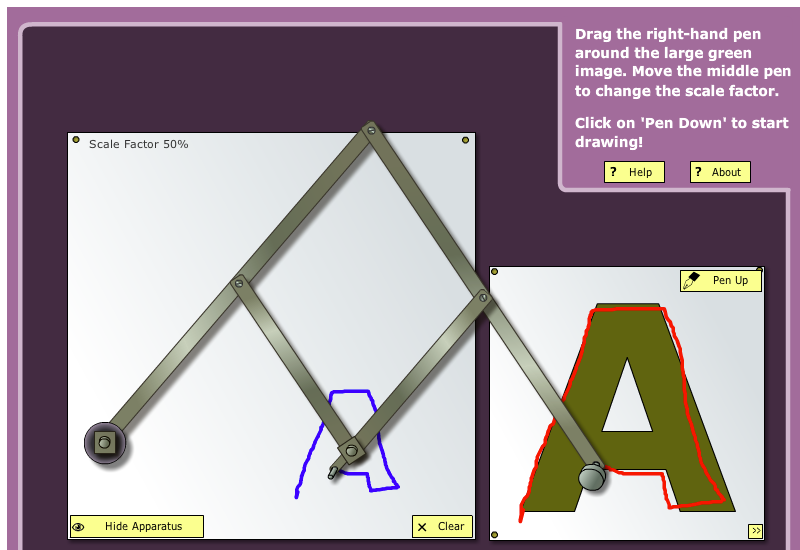 Drag the right-hand pen
around the large green
image. Move the middle pen
to change the scale factor.
Click on 'Pen Down' to start
drawing!
? Help
? About
Scale Factor 50%
Pen Up
A
Hide Apparatus
× Clear
>>